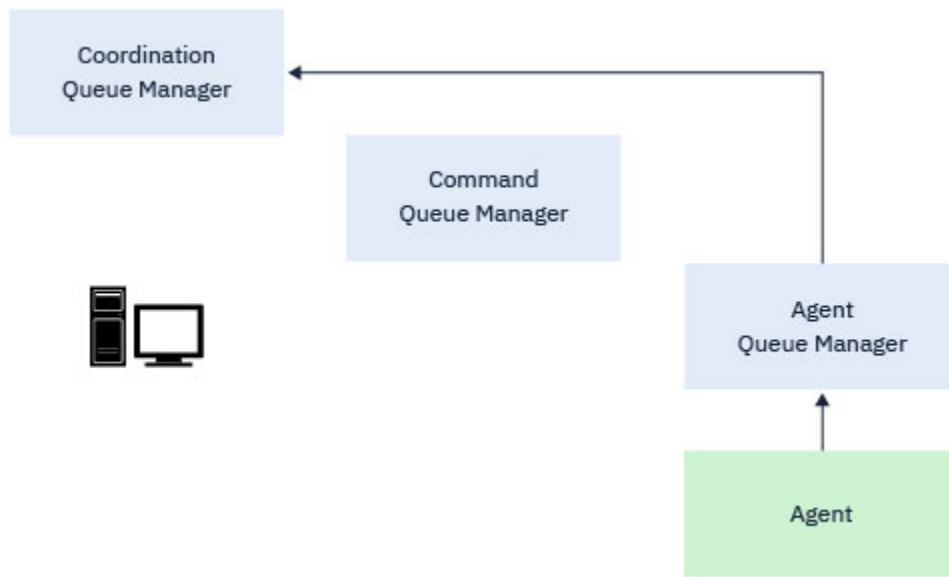 Coordination
Queue Manager
Command
Queue Manager
Agent
Queue Manager
Agent